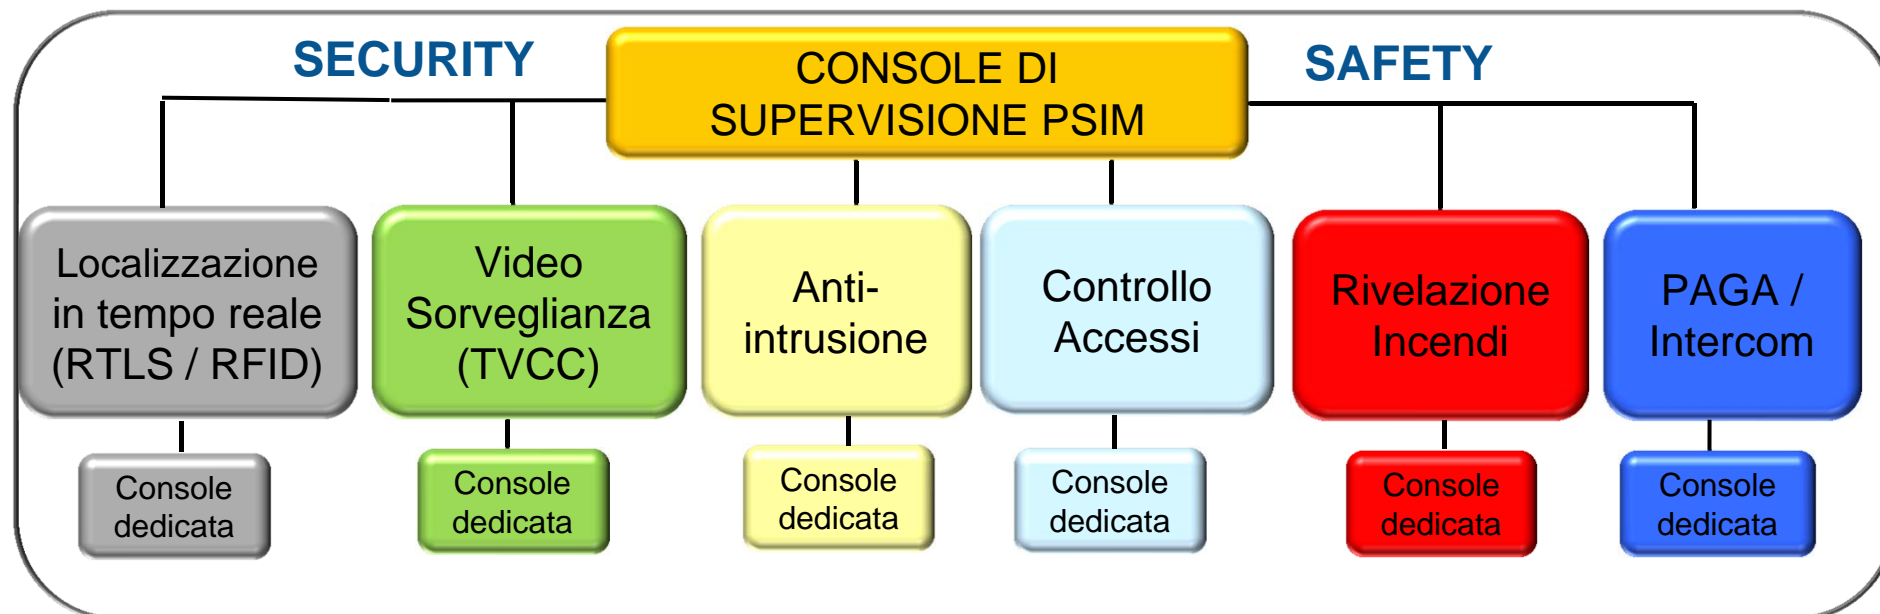 SECURITY
CONSOLE DI
SUPERVISIONE PSIM
SAFETY
Localizzazione
in tempo reale
(RTLS / RFID)
Video
Sorveglianza
(TVCC)
Anti-
intrusione
Controllo
Accessi
Rivelazione
Incendi
PAGA /
Intercom
Console
dedicata
Console
dedicata
Console
dedicata
Console
dedicata
Console
dedicata
Console
dedicata